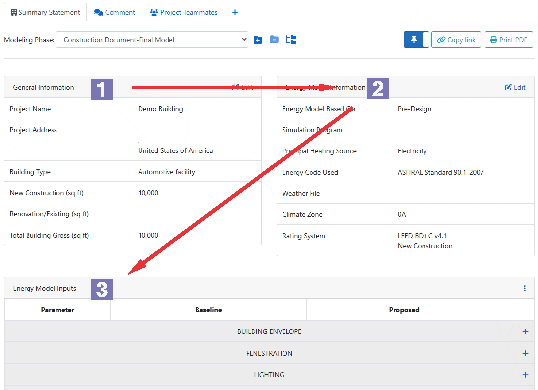 Summary Statement Comment Project Teammates +
Modeling Phase: Construction Document-Final Model
Copy link Print PDF
General Information 1 Edit
Project Name Demo Building
Project Address
United States of America
Building Type Automotive facility
New Construction (sq ft) 10,000
Renovation/Existing (sq ft)
Total Building Gross (sq ft) 10,000
Energy Model Information 2 Edit
Energy Model Based On Pre-Design
Simulation Program
Principal Heating Source Electricity
Energy Code Used ASHRAE Standard 90.1-2007
Weather File
Climate Zone 0A
Rating System LEED BD+C v4.1
New Construction
Energy Model Inputs 3
Parameter Baseline Proposed
BUILDING ENVELOPE +
FENESTRATION +
LIGHTING +